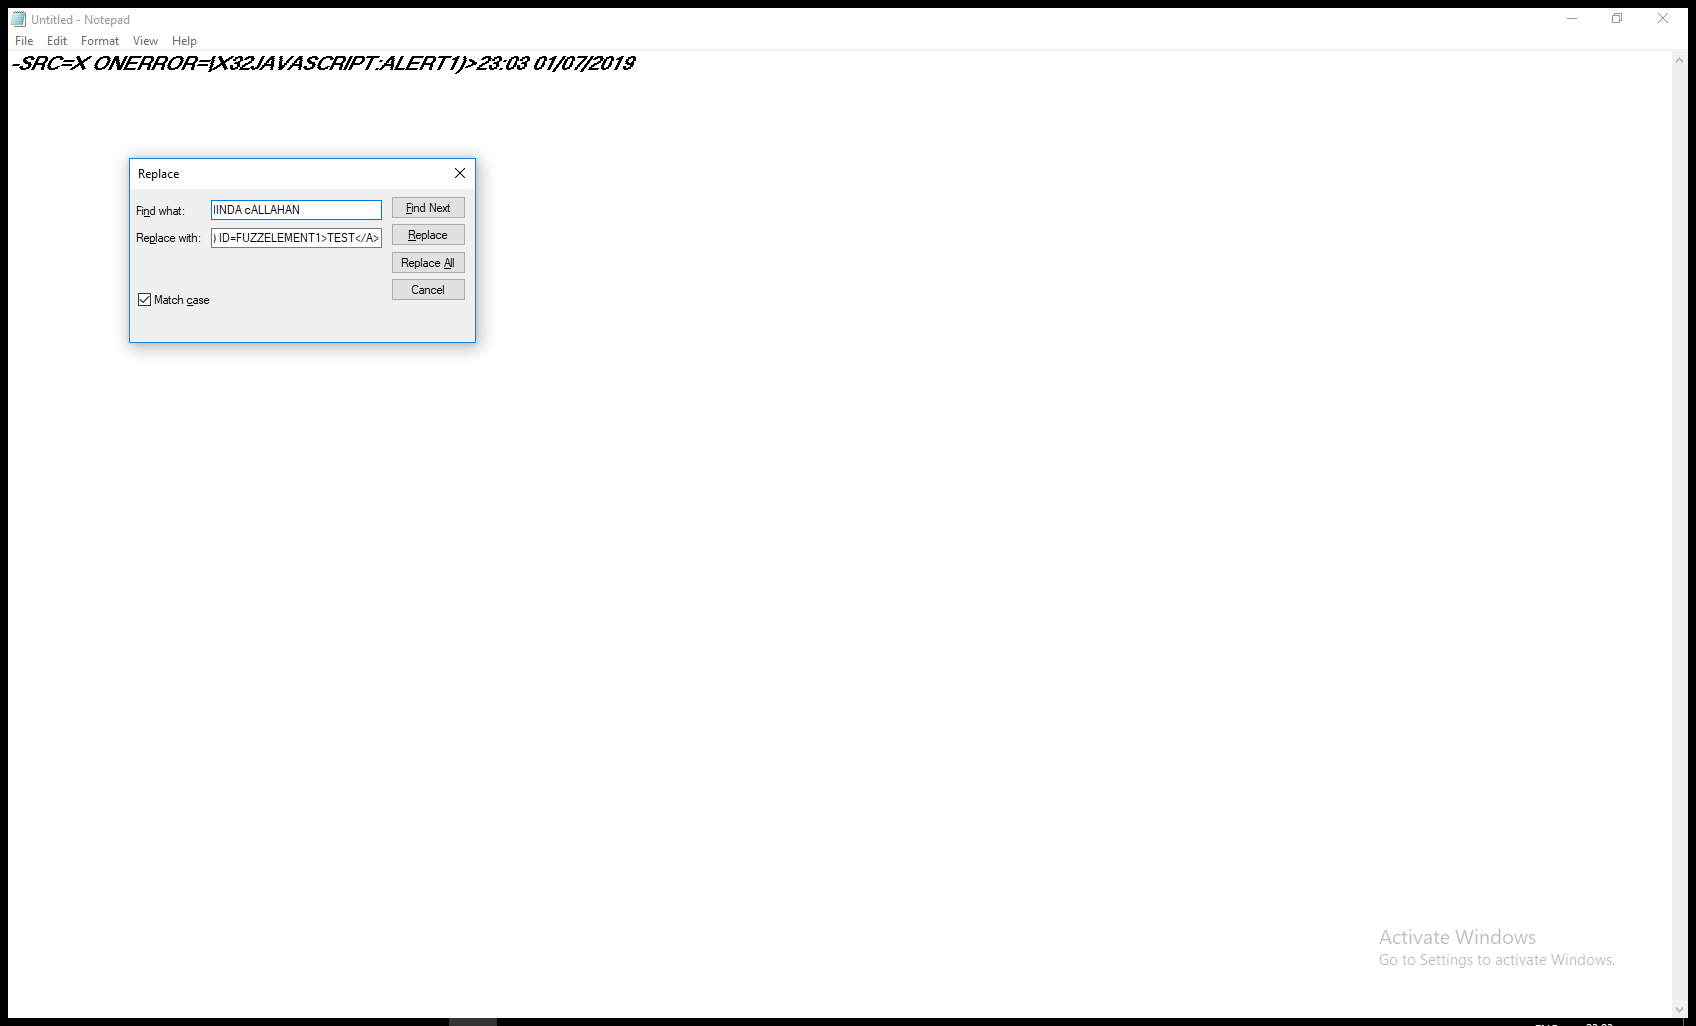 Untitled - Notepad
File Edit Format View Help
-SRC=X ONERROR=\X32JAVASCRIPT:ALERT1)>23:03 01/07/2019
Replace
Find what: lINDA cALLAHAN Find Next
Replace with: ) ID=FUZZELEMENT1>TEST</A> Replace
Replace All
Cancel
Match case
Activate Windows
Go to Settings to activate Windows.